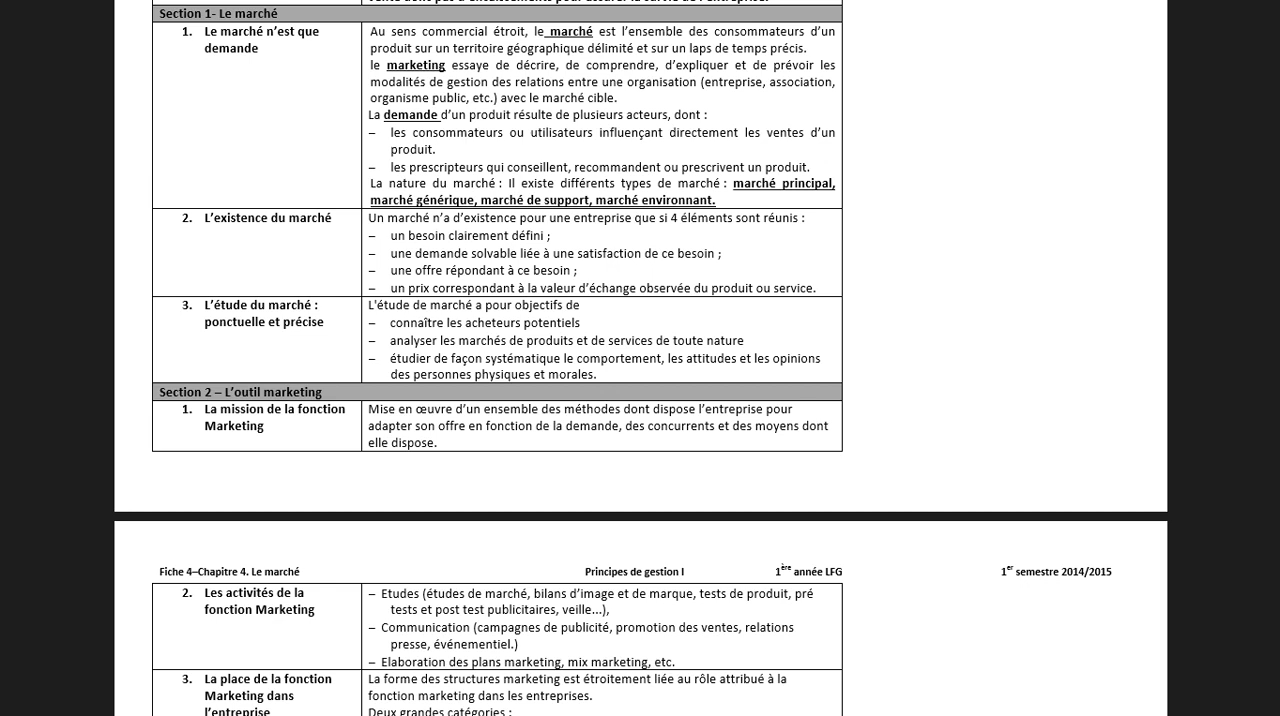 Section 1- Le marché
1. Le marché n’est que
demande
Au sens commercial étroit, le marché est l’ensemble des consommateurs d’un
produit sur un territoire géographique délimité et sur un laps de temps précis.
le marketing essaye de décrire, de comprendre, d’expliquer et de prévoir les
modalités de gestion des relations entre une organisation (entreprise, association,
organisme public, etc.) avec le marché cible.
La demande d’un produit résulte de plusieurs acteurs, dont :
– les consommateurs ou utilisateurs influençant directement les ventes d’un
produit.
– les prescripteurs qui conseillent, recommandent ou prescrivent un produit.
La nature du marché : Il existe différents types de marché : marché principal,
marché générique, marché de support, marché environnant.
2. L’existence du marché
Un marché n’a d’existence pour une entreprise que si 4 éléments sont réunis :
– un besoin clairement défini ;
– une demande solvable liée à une satisfaction de ce besoin ;
– une offre répondant à ce besoin ;
– un prix correspondant à la valeur d’échange observée du produit ou service.
3. L’étude du marché :
ponctuelle et précise
L'étude de marché a pour objectifs de
– connaître les acheteurs potentiels
– analyser les marchés de produits et de services de toute nature
– étudier de façon systématique le comportement, les attitudes et les opinions
des personnes physiques et morales.
Section 2 – L’outil marketing
1. La mission de la fonction
Marketing
Mise en œuvre d’un ensemble des méthodes dont dispose l’entreprise pour
adapter son offre en fonction de la demande, des concurrents et des moyens dont
elle dispose.
Fiche 4–Chapitre 4. Le marché Principes de gestion I 1ère année LFG 1er semestre 2014/2015
2. Les activités de la
fonction Marketing
– Etudes (études de marché, bilans d’image et de marque, tests de produit, pré
tests et post test publicitaires, veille...),
– Communication (campagnes de publicité, promotion des ventes, relations
presse, événementiel.)
– Elaboration des plans marketing, mix marketing, etc.
3. La place de la fonction
Marketing dans
l’entreprise
La forme des structures marketing est étroitement liée au rôle attribué à la
fonction marketing dans les entreprises.
Deux grandes catégories :